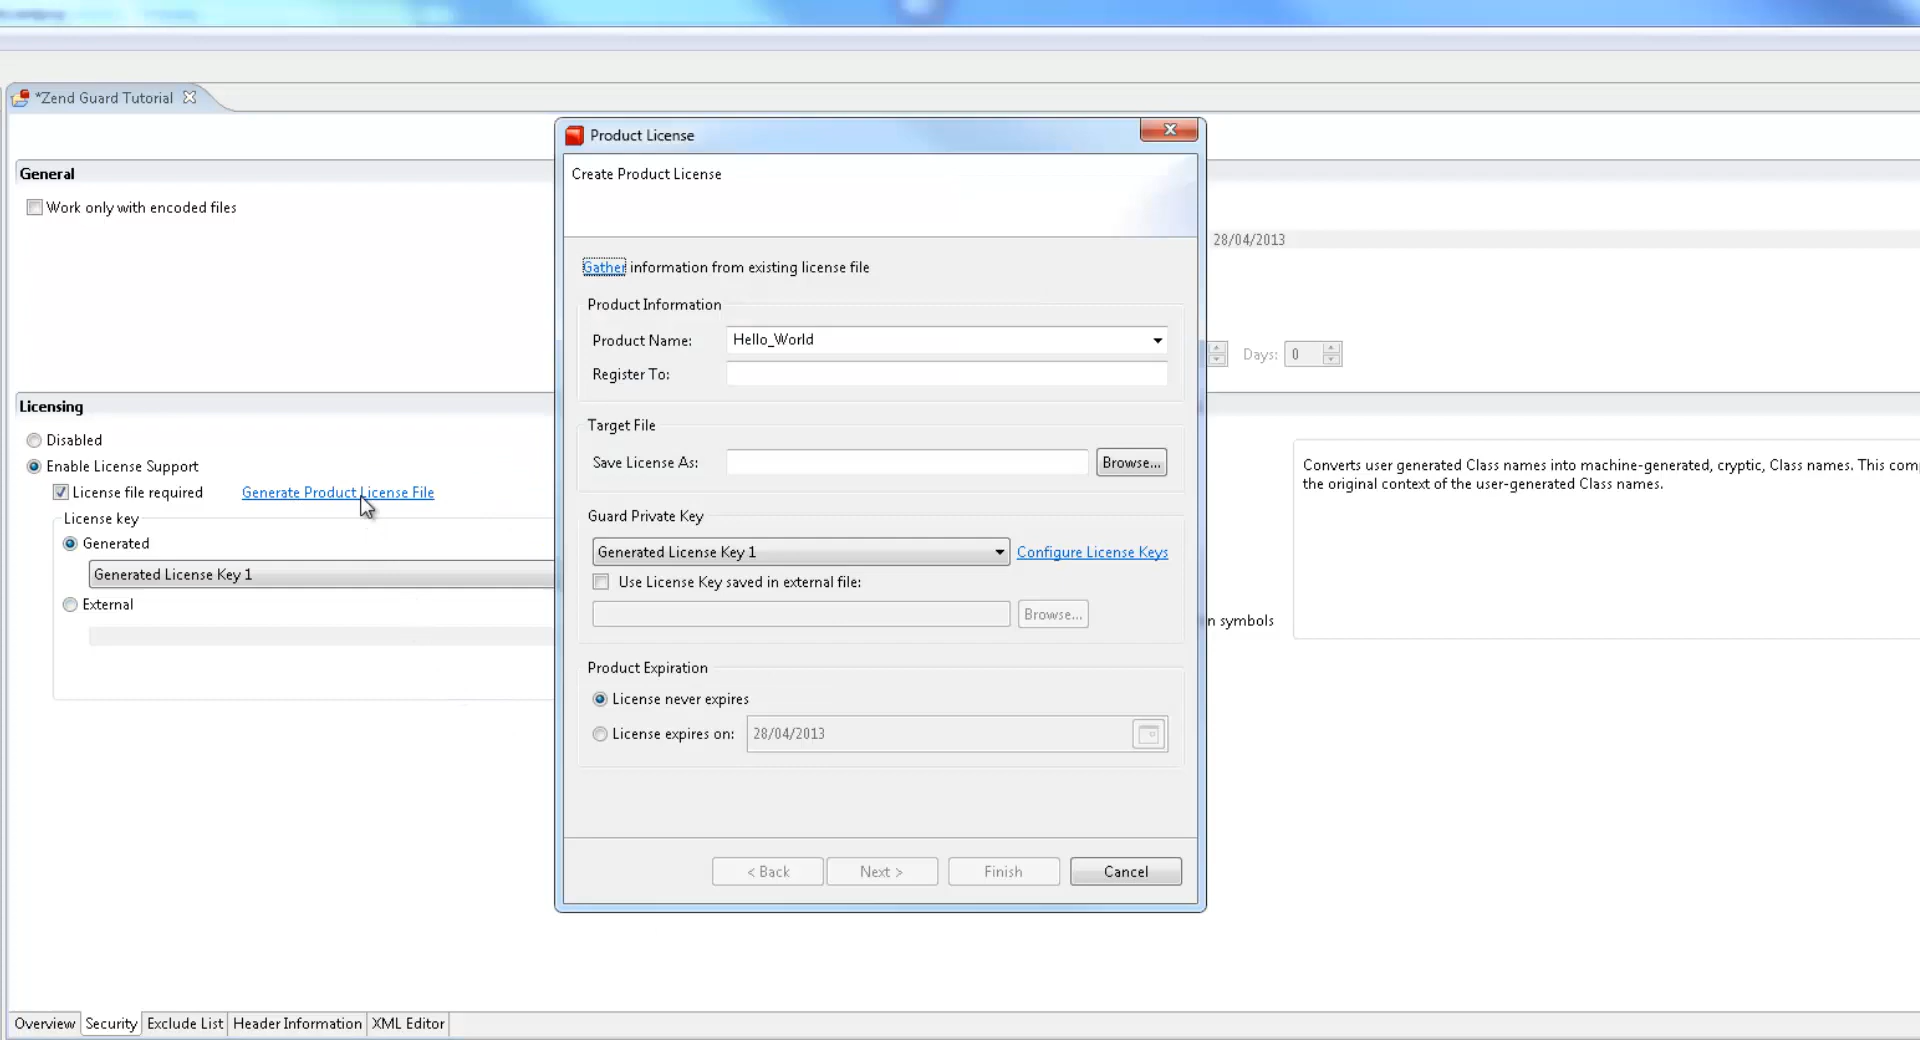 *Zend Guard Tutorial
Product License
Create Product License
General
Work only with encoded files
28/04/2013
Gather information from existing license file
Product Information
Product Name: Hello_World
Days: 0
Register To:
Licensing
Target File
Disabled
Save License As: Browse...
Enable License Support
License file required Generate Product License File
Converts user generated Class names into machine-generated, cryptic, Class names. This com
the original context of the user-generated Class names.
License key
Guard Private Key
Generated
Generated License Key 1 Configure License Keys
Generated License Key 1
Use License Key saved in external file:
External
Browse...
n symbols
Product Expiration
License never expires
License expires on: 28/04/2013
< Back Next > Finish Cancel
Overview Security Exclude List Header Information XML Editor